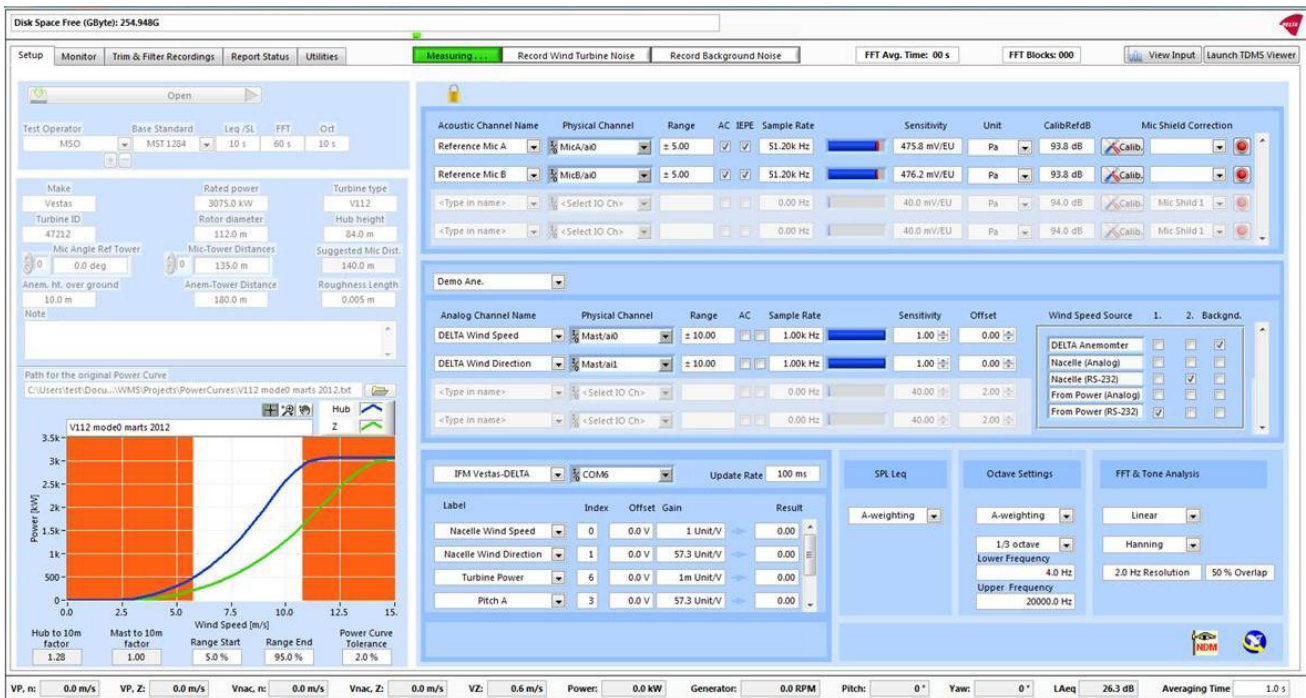 Disk Space Free (GByte): 254.948G
DELTA
Setup Monitor Trim & Filter Recordings Report Status Utilities
Measuring . . . Record Wind Turbine Noise Record Background Noise FFT Avg. Time: 00 s FFT Blocks: 000 View Input Launch TDMS Viewer
Open
Test Operator Base Standard Leq /SL FFT Oct
MSO MST1284 10 s 60 s 10 s
Make Rated power Turbine type
Vestas 3075.0 kW V112
Turbine ID Rotor diameter Hub height
47212 112.0 m 84.0 m
Mic Angle Ref Tower Mic-Tower Distances Suggested Mic Dist.
0 0.0 deg 0 135.0 m 140.0 m
Anem. ht. over ground Anem-Tower Distance Roughness Length
10.0 m 180.0 m 0.005 m
Note
Path for the original Power Curve
C:\Users\test\Docu...\WMS\Projects\PowerCurves\V112 mode0 marts 2012.txt
Hub
V112 mode0 marts 2012 Z
Power [kW]
3.5k
3k
2.5k
2k
1.5k
1k
500
0
0.0 2.5 5.0 7.5 10.0 12.5 15.
Wind Speed [m/s]
Hub to 10m factor Mast to 10m factor Range Start Range End Power Curve Tolerance
1.28 1.00 5.0 % 95.0 % 2.0 %
Acoustic Channel Name Physical Channel Range AC IEPE Sample Rate Sensitivity Unit CalibRefdB Mic Shield Correction
Reference Mic A MicA/ai0 ± 5.00 51.20k Hz 475.8 mV/EU Pa 93.8 dB Calib.
Reference Mic B MicB/ai0 ± 5.00 51.20k Hz 476.2 mV/EU Pa 93.8 dB Calib.
<Type in name> <Select IO Ch> 0.00 Hz 40.0 mV/EU Pa 94.0 dB Calib. Mic Shild 1
<Type in name> <Select IO Ch> 0.00 Hz 40.0 mV/EU Pa 94.0 dB Calib. Mic Shild 1
Demo Ane.
Analog Channel Name Physical Channel Range AC Sample Rate Sensitivity Offset Wind Speed Source 1. 2. Backgnd.
DELTA Wind Speed Mast/ai0 ± 10.00 1.00k Hz 1.00 0.00
DELTA Wind Direction Mast/ai1 ± 10.00 1.00k Hz 1.00 0.00
<Type in name> <Select IO Ch> 0.00 Hz 40.00 2.00
<Type in name> <Select IO Ch> 0.00 Hz 40.00 2.00
DELTA Anemomter
Nacelle (Analog)
Nacelle (RS-232)
From Power (Analog)
From Power (RS-232)
IFM Vestas-DELTA COM6 Update Rate 100 ms
Label Index Offset Gain Result
Nacelle Wind Speed 0 0.0 V 1 Unit/V 0.00
Nacelle Wind Direction 1 0.0 V 57.3 Unit/V 0.00
Turbine Power 6 0.0 V 1m Unit/V 0.00
Pitch A 3 0.0 V 57.3 Unit/V 0.00
SPL Leq
A-weighting
Octave Settings
A-weighting
1/3 octave
Lower Frequency
4.0 Hz
Upper Frequency
20000.0 Hz
FFT & Tone Analysis
Linear
Hanning
2.0 Hz Resolution 50 % Overlap
NDM
VP, n: 0.0 m/s VP, Z: 0.0 m/s Vnac, n: 0.0 m/s Vnac, Z: 0.0 m/s VZ: 0.6 m/s Power: 0.0 kW Generator: 0.0 RPM Pitch: 0 ° Yaw: 0 ° LAeq 26.3 dB Averaging Time 1.0 s